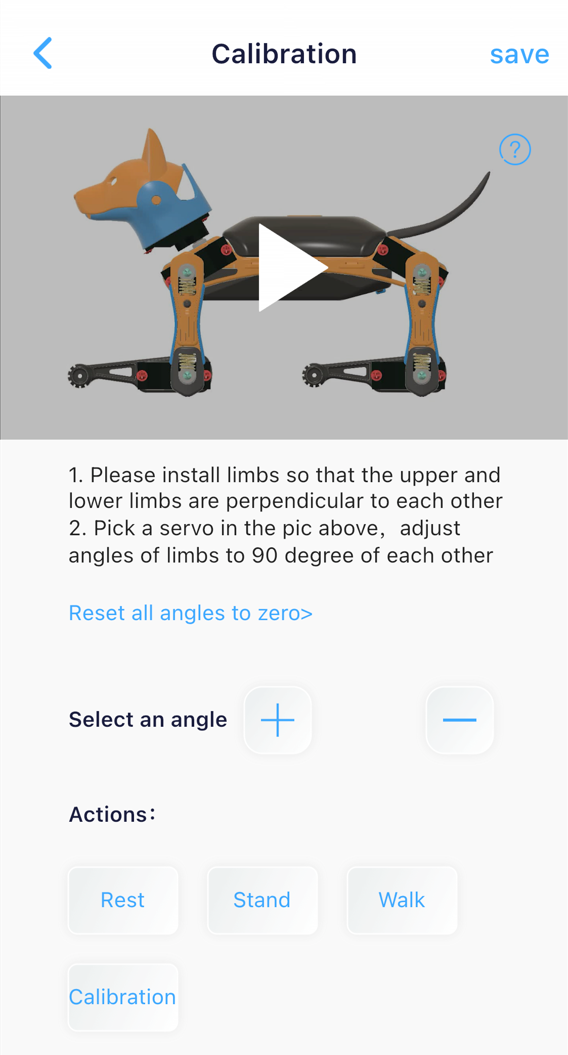 Calibration
save
?
1. Please install limbs so that the upper and
lower limbs are perpendicular to each other
2. Pick a servo in the pic above，adjust
angles of limbs to 90 degree of each other
Reset all angles to zero>
Select an angle
Actions：
Rest
Stand
Walk
Calibration